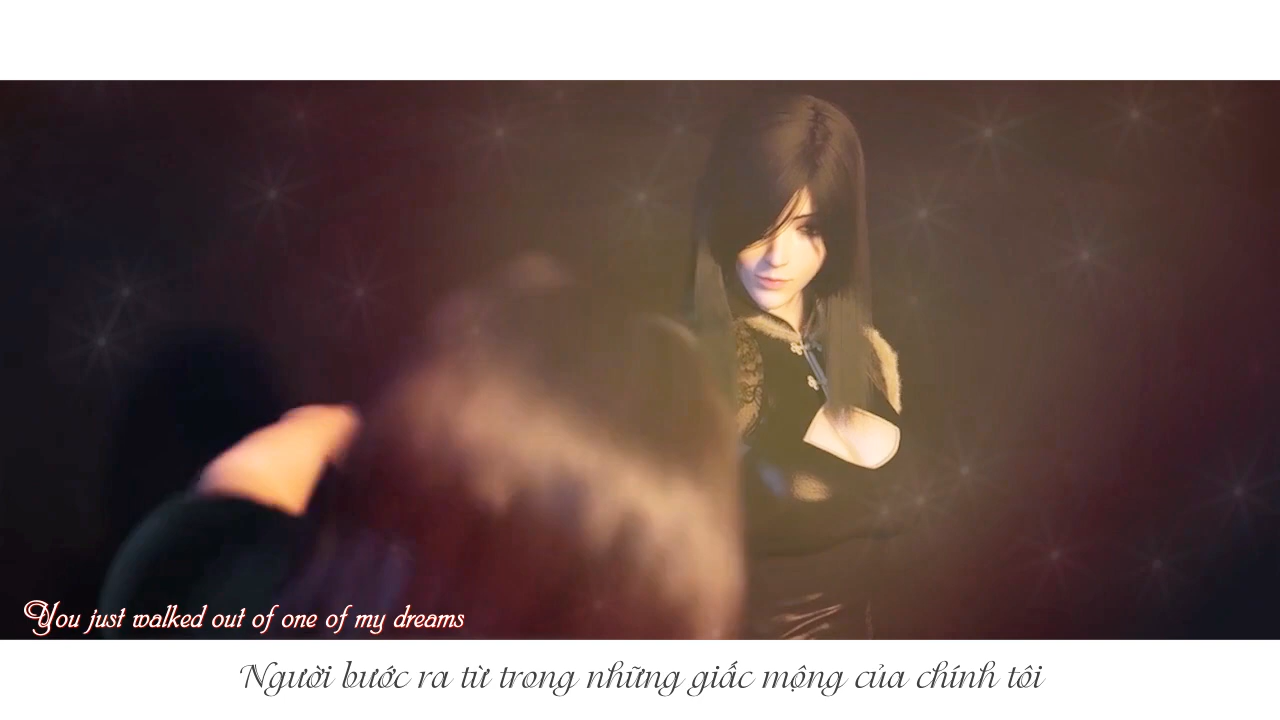 You just walked out of one of my dreams
Người bước ra từ trong những giấc mộng của chính tôi